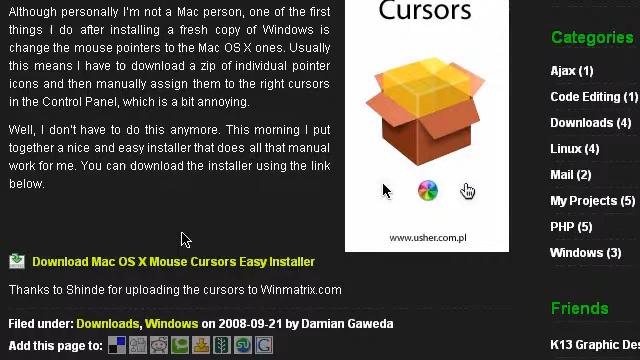 Although personally I'm not a Mac person, one of the first
things I do after installing a fresh copy of Windows is
change the mouse pointers to the Mac OS X ones. Usually
this means I have to download a zip of individual pointer
icons and then manually assign them to the right cursors
in the Control Panel, which is a bit annoying.
Well, I don't have to do this anymore. This morning I put
together a nice and easy installer that does all that manual
work for me. You can download the installer using the link
below.
Download Mac OS X Mouse Cursors Easy Installer
Thanks to Shinde for uploading the cursors to Winmatrix.com
Filed under: Downloads, Windows on 2008-09-21 by Damian Gaweda
Add this page to:
Cursors
www.usher.com.pl
Categories
Ajax (1)
Code Editing (1)
Downloads (4)
Linux (4)
Mail (2)
My Projects (5)
PHP (5)
Windows (3)
Friends
K13 Graphic Des